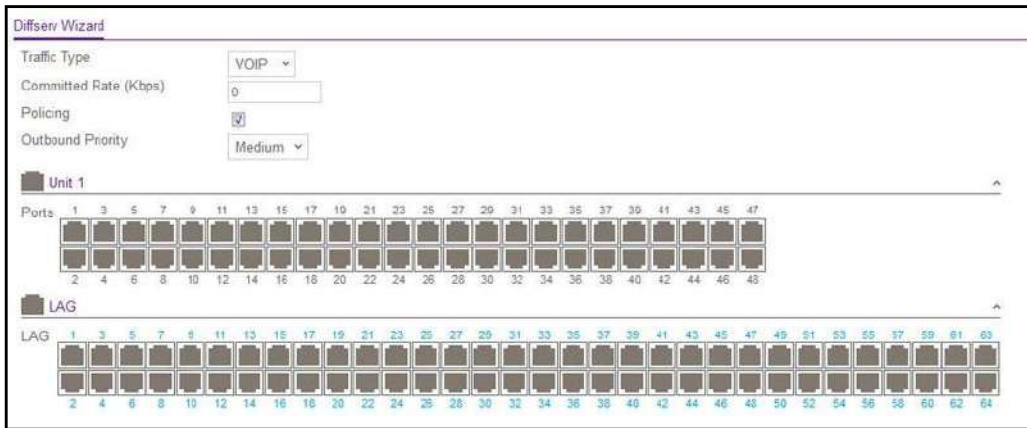 Diffserv Wizard
Traffic Type VOIP
Committed Rate (Kbps) 0
Policing
Outbound Priority Medium
Unit 1
Ports 1 3 5 7 9 11 13 15 17 19 21 23 25 27 29 31 33 35 37 39 41 43 45 47
2 4 6 8 10 12 14 16 18 20 22 24 26 28 30 32 34 36 38 40 42 44 46 48
LAG
LAG 1 3 5 7 9 11 13 15 17 19 21 23 25 27 29 31 33 35 37 39 41 43 45 47 49 51 53 55 57 59 61 63
2 4 6 8 10 12 14 16 18 20 22 24 26 28 30 32 34 36 38 40 42 44 46 48 50 52 54 56 58 60 62 64